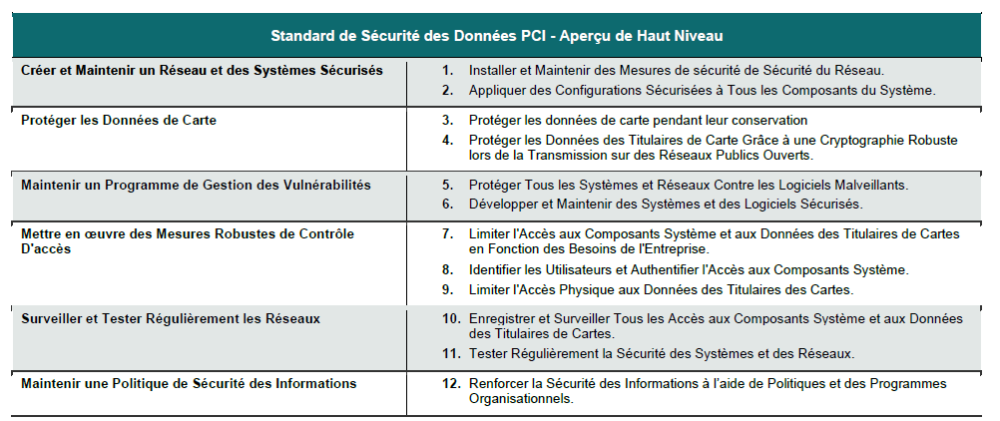 Standard de Sécurité des Données PCI - Aperçu de Haut Niveau
Créer et Maintenir un Réseau et des Systèmes Sécurisés
1. Installer et Maintenir des Mesures de sécurité de Sécurité du Réseau.
2. Appliquer des Configurations Sécurisées à Tous les Composants du Système.
Protéger les Données de Carte
3. Protéger les données de carte pendant leur conservation
4. Protéger les Données des Titulaires de Carte Grâce à une Cryptographie Robuste
lors de la Transmission sur des Réseaux Publics Ouverts.
Maintenir un Programme de Gestion des Vulnérabilités
5. Protéger Tous les Systèmes et Réseaux Contre les Logiciels Malveillants.
6. Développer et Maintenir des Systèmes et des Logiciels Sécurisés.
Mettre en œuvre des Mesures Robustes de Contrôle
D'accès
7. Limiter l'Accès aux Composants Système et aux Données des Titulaires de Cartes
en Fonction des Besoins de l'Entreprise.
8. Identifier les Utilisateurs et Authentifier l'Accès aux Composants Système.
9. Limiter l'Accès Physique aux Données des Titulaires des Cartes.
Surveiller et Tester Régulièrement les Réseaux
10. Enregistrer et Surveiller Tous les Accès aux Composants Système et aux Données
des Titulaires de Cartes.
11. Tester Régulièrement la Sécurité des Systèmes et des Réseaux.
Maintenir une Politique de Sécurité des Informations
12. Renforcer la Sécurité des Informations à l’aide de Politiques et des Programmes
Organisationnels.